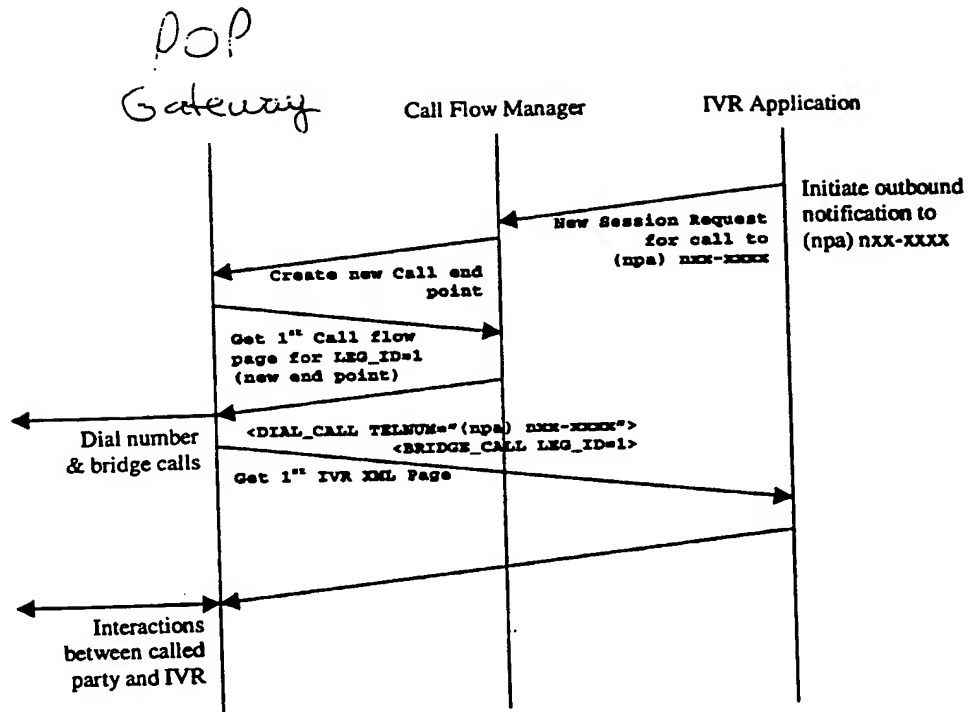 POP
Gateway
Call Flow Manager
IVR Application
Initiate outbound
notification to
(npa) nxx-xxxx
New Session Request
for call to
(npa) nxx-xxxx
Create new Call end
point
Get 1st Call flow
page for LEG_ID=1
(new end point)
Dial number
& bridge calls
<DIAL_CALL TELNUM="(npa) nxx-xxxx">
<BRIDGE_CALL LEG_ID=1>
Get 1st IVR XML Page
Interactions
between called
party and IVR